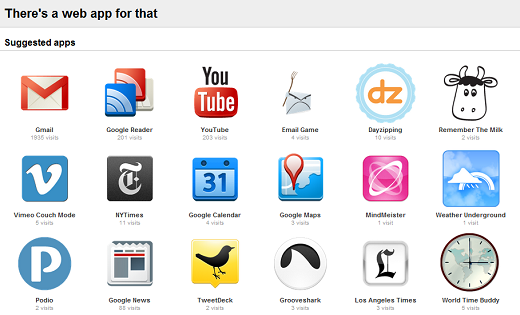 There's a web app for that
Suggested apps
You
Tube
dz
Gmail
1935 visits
Google Reader
201 visits
YouTube
203 visits
Email Game
4 visits
Dayzipping
10 visits
Remember The Milk
2 visits
31
Vimeo Couch Mode
5 visits
NYTimes
11 visits
Google Calendar
4 visits
Google Maps
3 visits
MindMeister
1 visit
Weather Underground
1 visit
Podio
2 visits
Google News
66 visits
TweetDeck
2 visits
Grooveshark
3 visits
Los Angeles Times
1 visit
World Time Buddy
5 visits